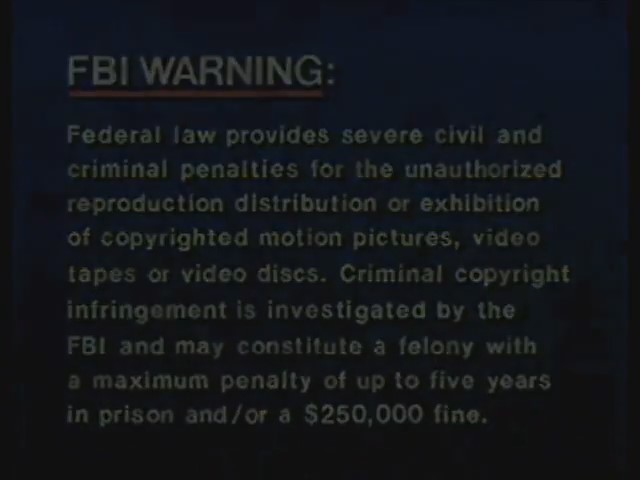 FBI WARNING:
Federal law provides severe civil and
criminal penalties for the unauthorized
reproduction distribution or exhibition
of copyrighted motion pictures, video
tapes or video discs. Criminal copyright
infringement is investigated by the
FBI and may constitute a felony with
a maximum penalty of up to five years
in prison and/or a $250,000 fine.